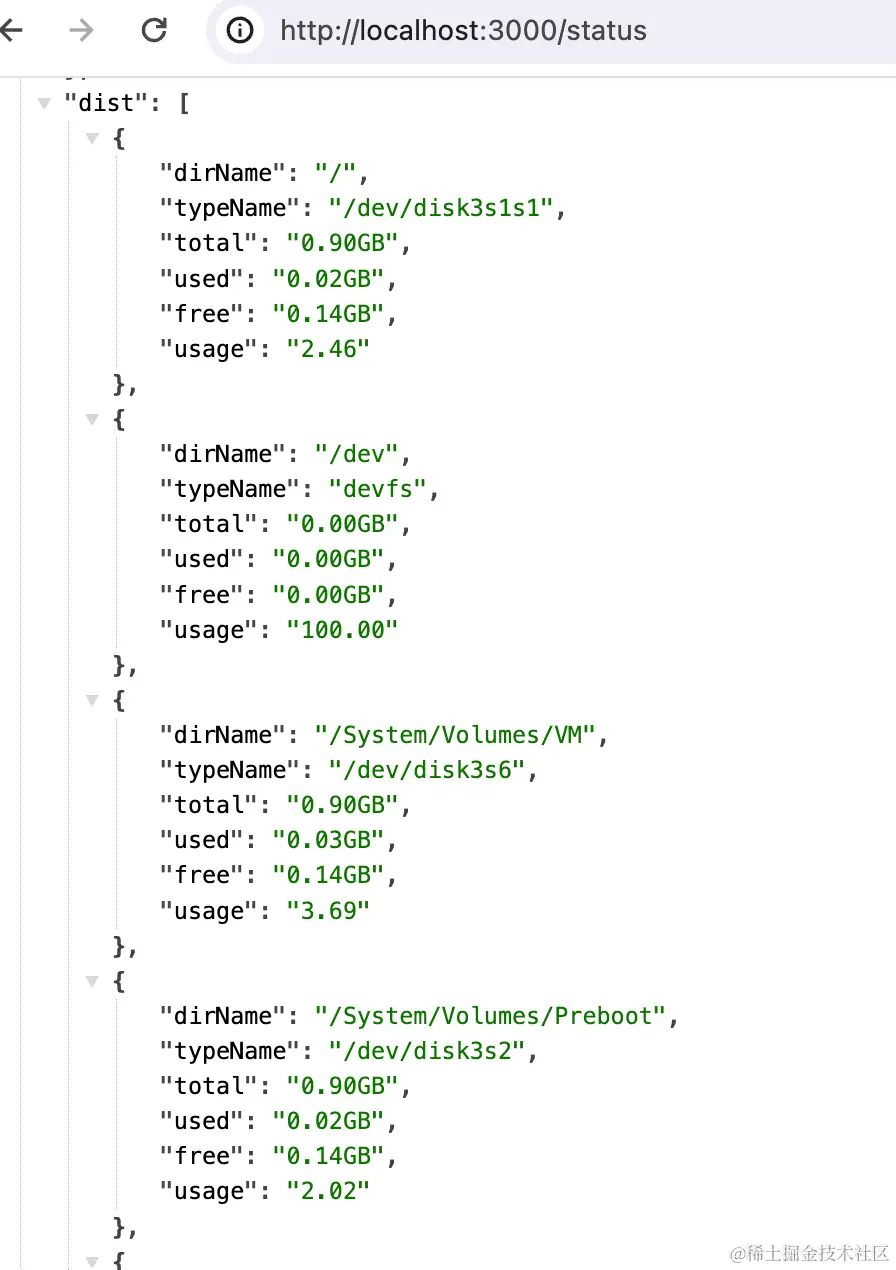 http://localhost:3000/status
"dist": [
{
"dirName": "/",
"typeName": "/dev/disk3s1s1",
"total": "0.90GB",
"used": "0.02GB",
"free": "0.14GB",
"usage": "2.46"
},
{
"dirName": "/dev",
"typeName": "devfs",
"total": "0.00GB",
"used": "0.00GB",
"free": "0.00GB",
"usage": "100.00"
},
{
"dirName": "/System/Volumes/VM",
"typeName": "/dev/disk3s6",
"total": "0.90GB",
"used": "0.03GB",
"free": "0.14GB",
"usage": "3.69"
},
{
"dirName": "/System/Volumes/Preboot",
"typeName": "/dev/disk3s2",
"total": "0.90GB",
"used": "0.02GB",
"free": "0.14GB",
"usage": "2.02"
},
{
@稀土掘金技术社区